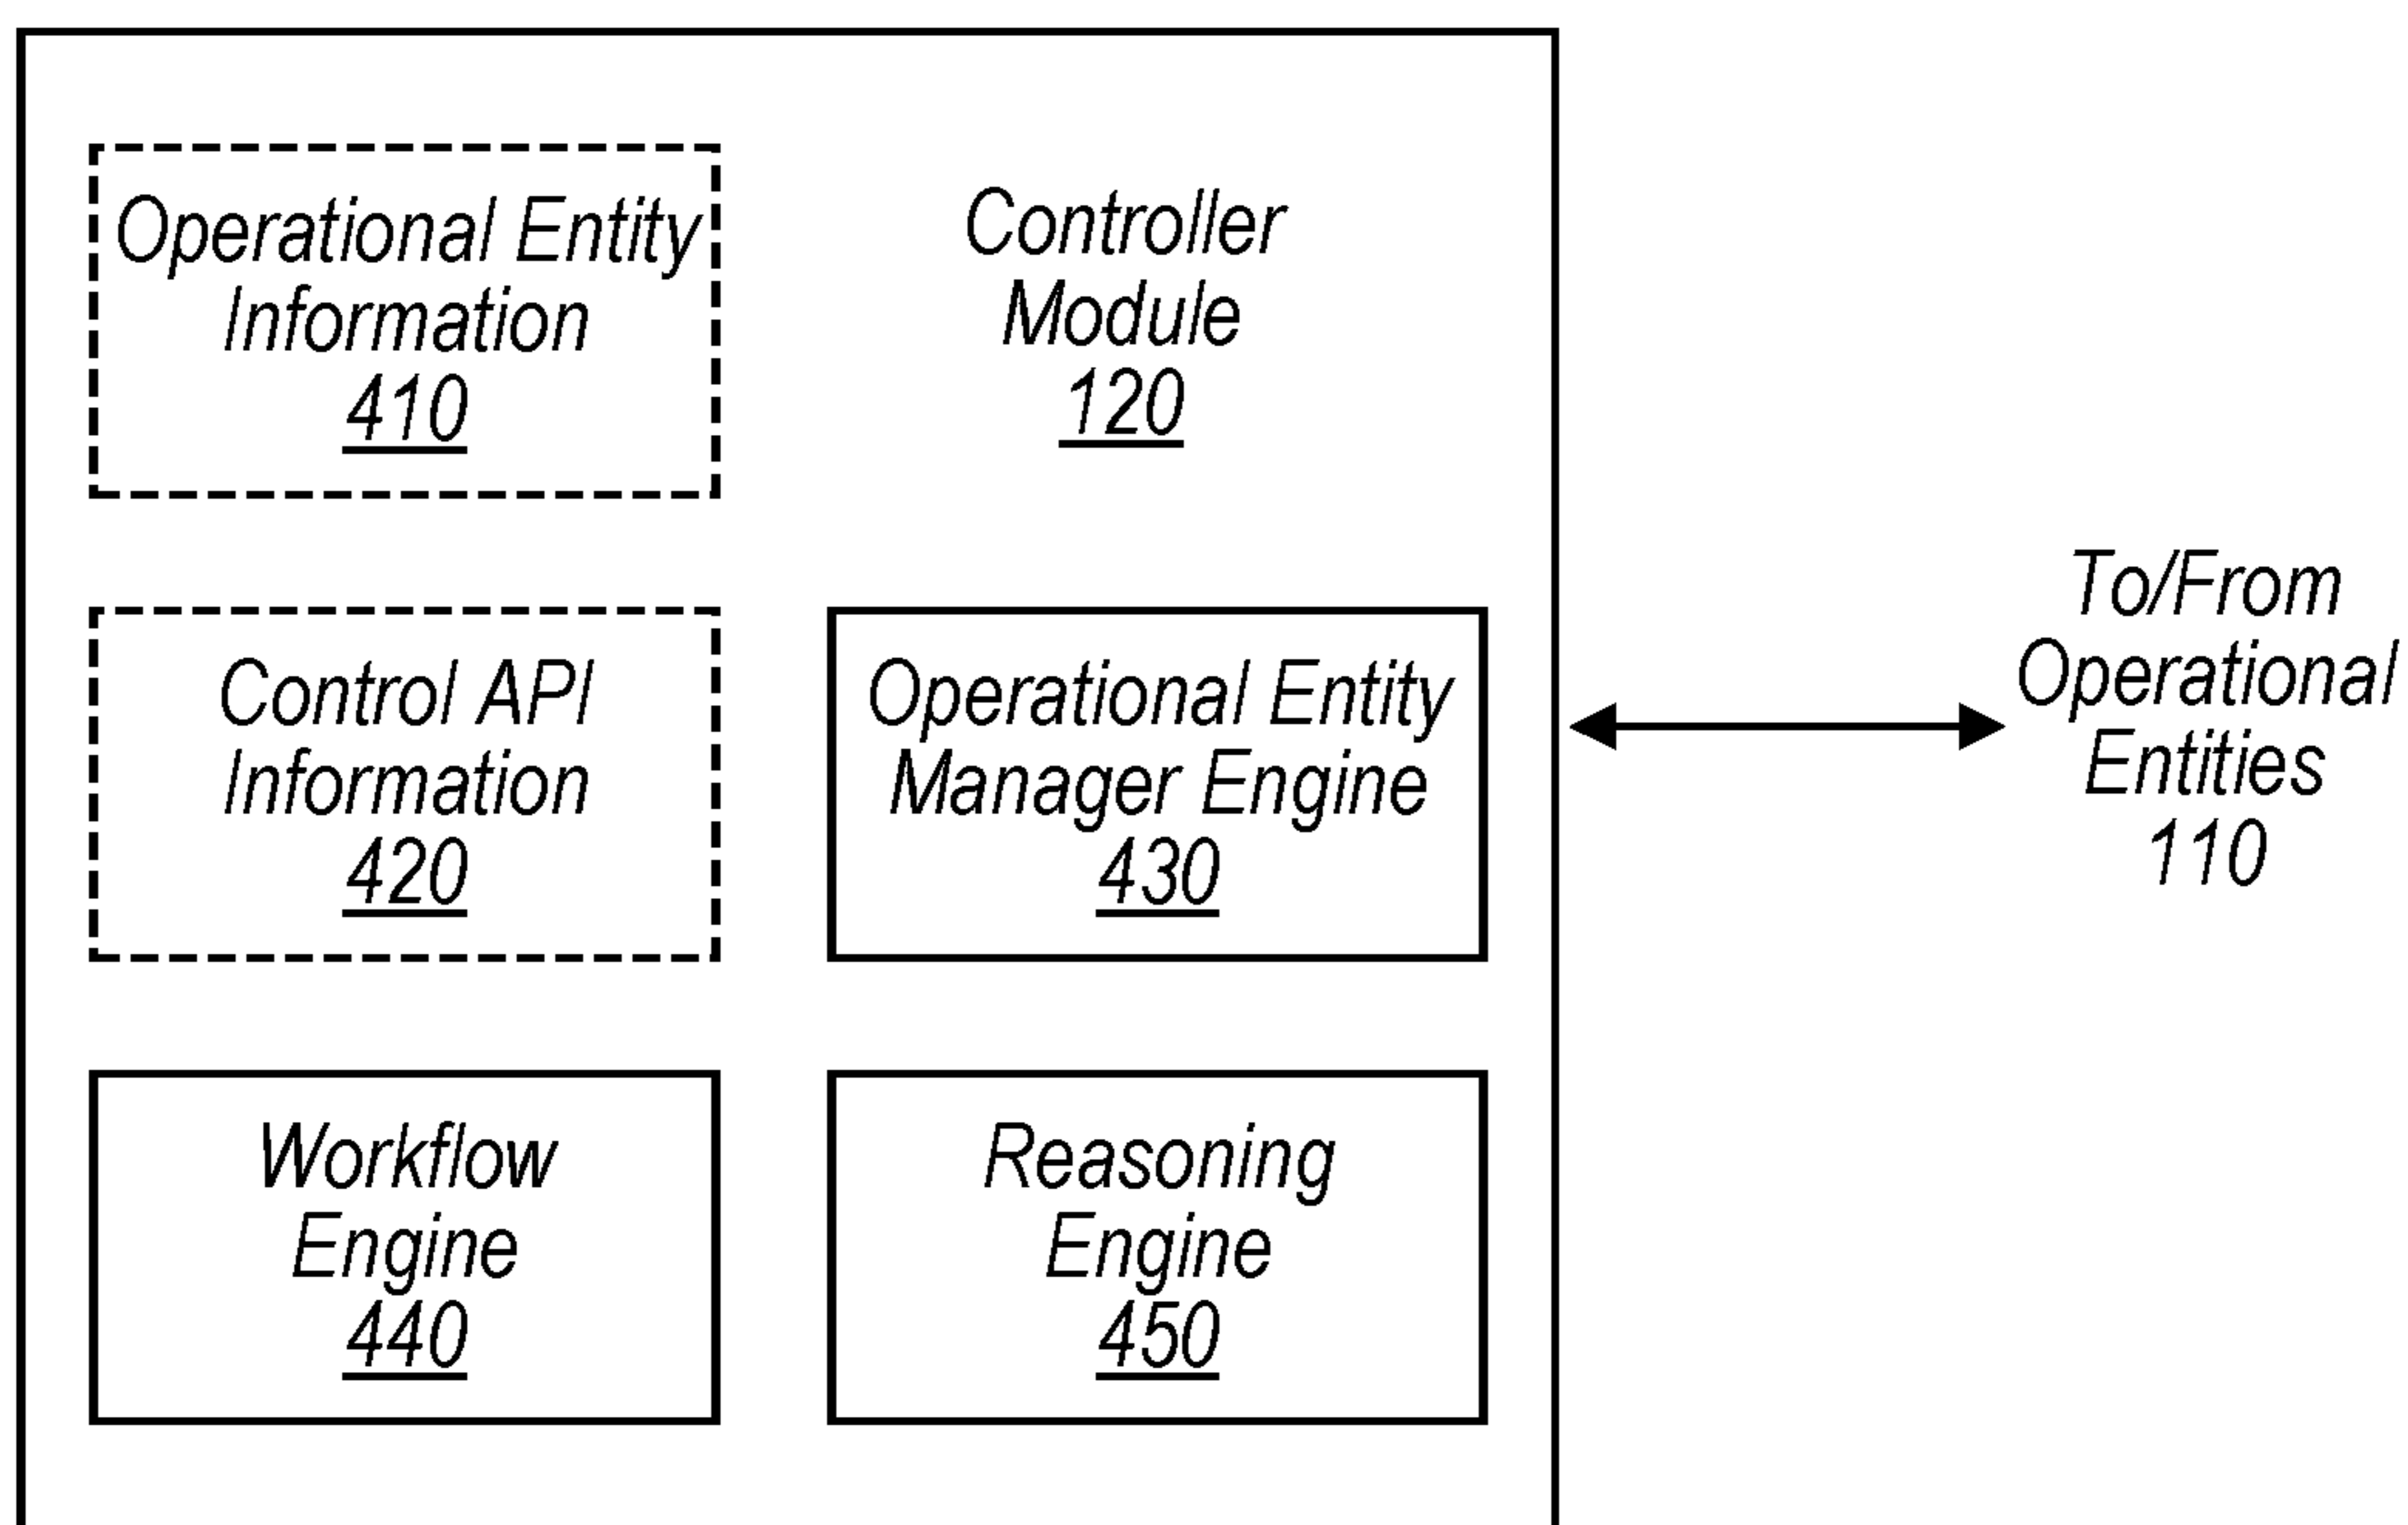 Operational Entity
Information
410
Controller
Module
120
Control API
Information
420
Operational Entity
Manager Engine
430
To/From
Operational
Entities
110
Workflow
Engine
440
Reasoning
Engine
450